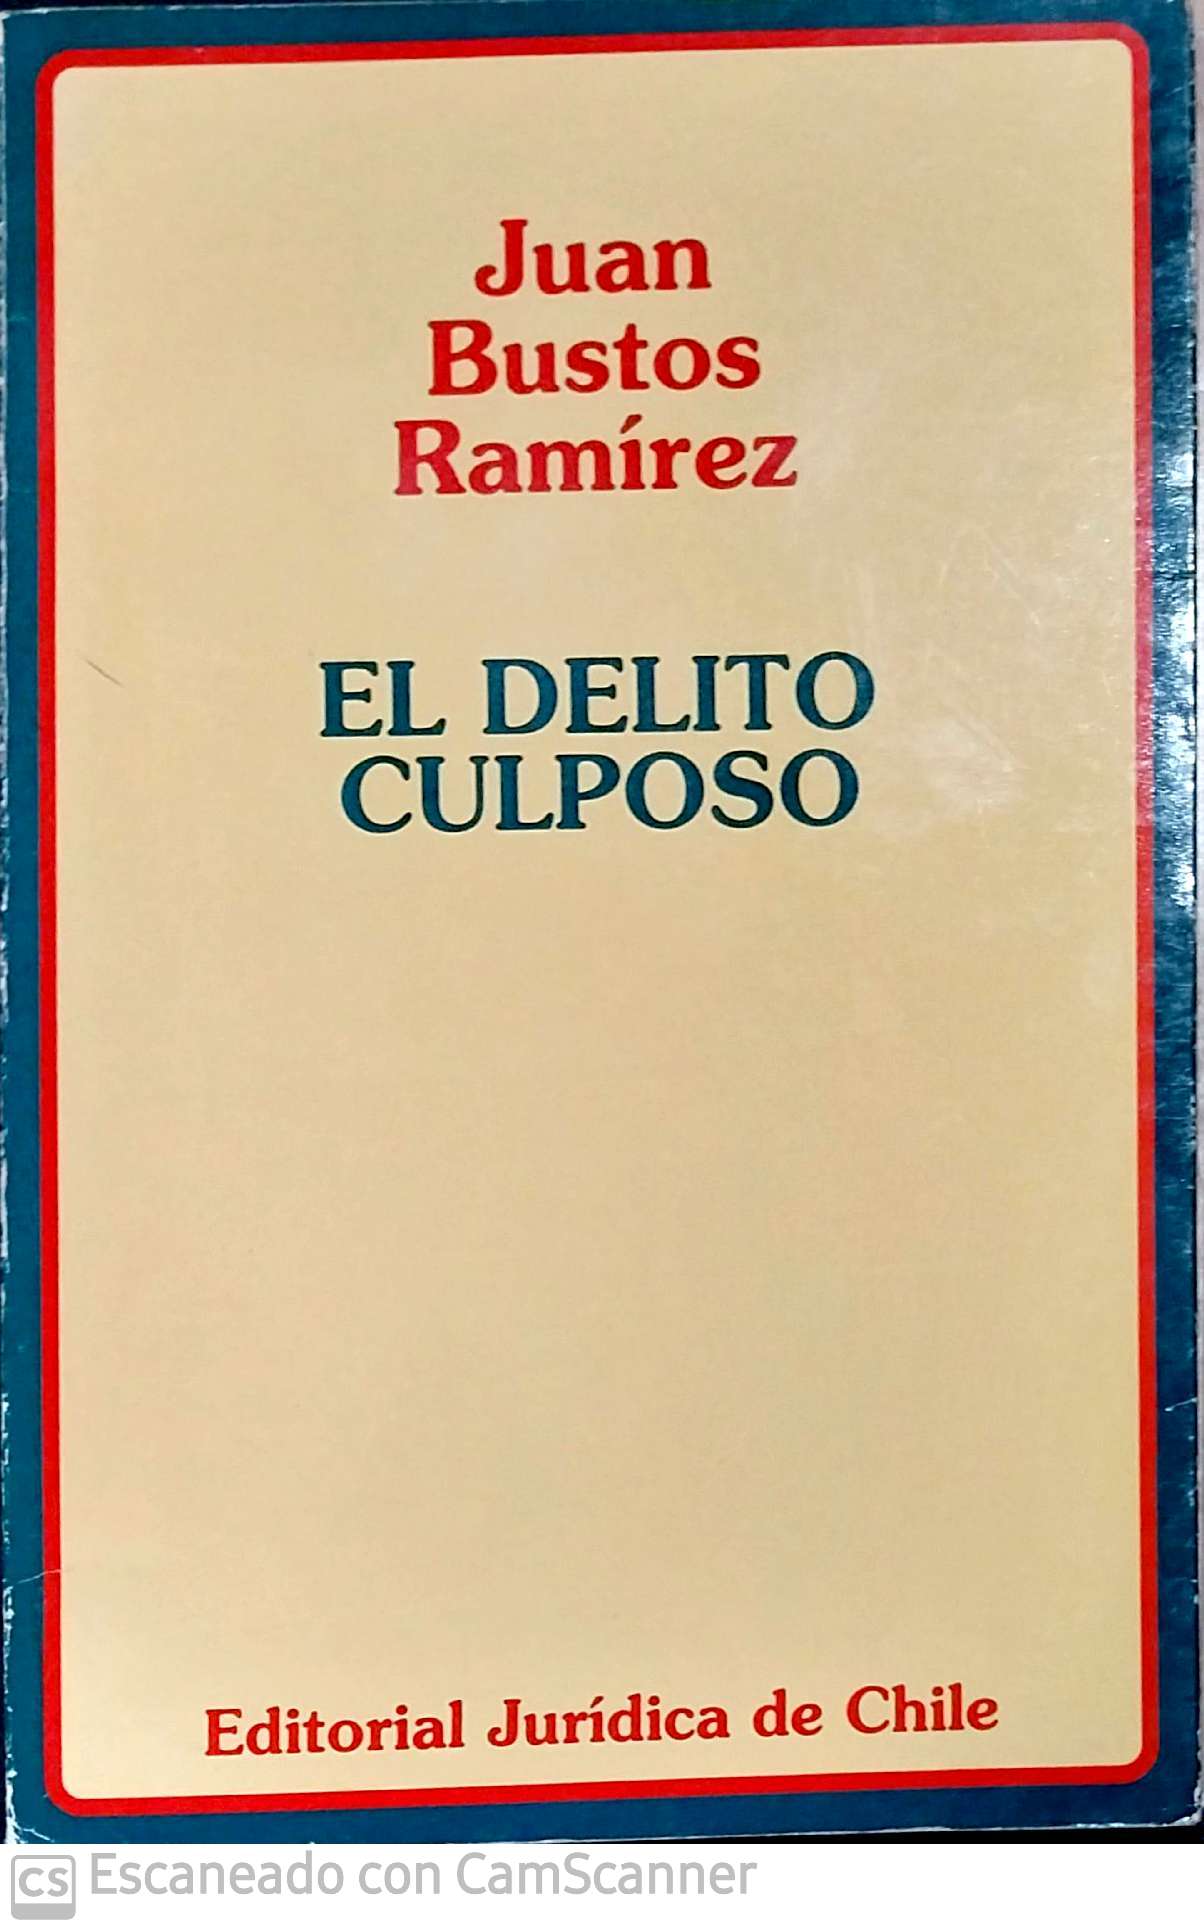 Juan
Bustos
Ramírez
EL DELITO
CULPOSO
Editorial Jurídica de Chile
CS Escaneado con CamScanner